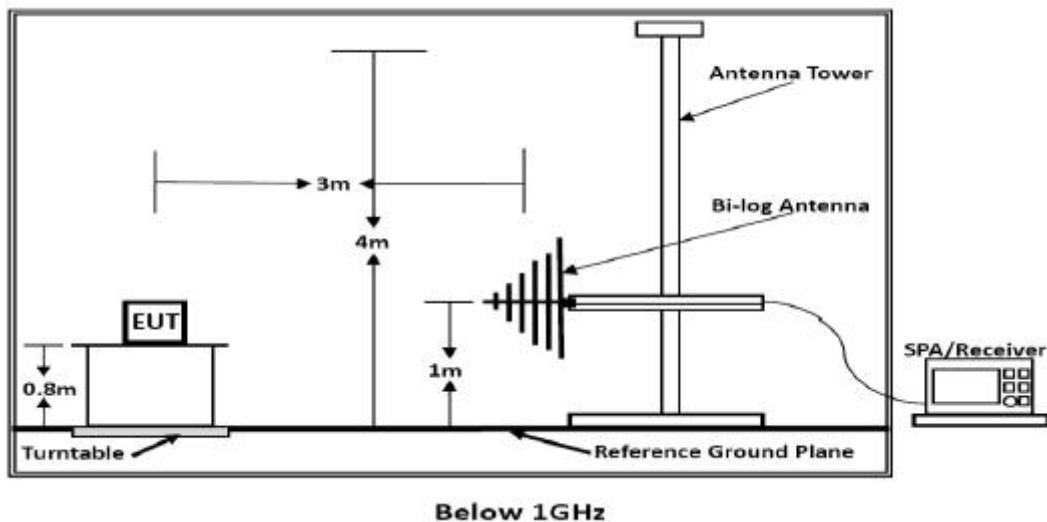 Antenna Tower
3m
Bi-log Antenna
4m
EUT
1m
0.8m
SPA/Receiver
Turntable
Reference Ground Plane
Below 1GHz